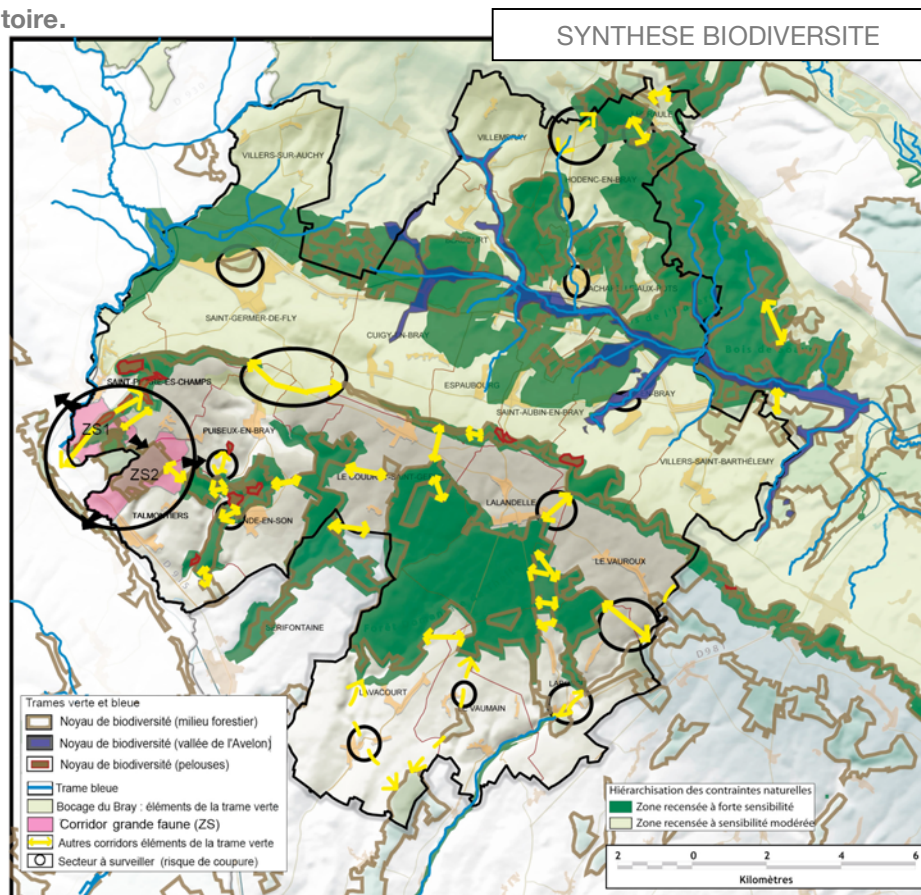 toire.
SYNTHESE BIODIVERSITE
VILLERS-SUR-AUCHY
HODENC-EN-BRAY
SAINT-GERMER-DE-FLY
CUIGY-EN-BRAY
ESPAUBOURG
SAINT-AUBIN-EN-BRAY
VILLERS-SAINT-BARTHELEMY
ZS1
PUISEUX-EN-BRAY
ZS2
LALANDELLE
TALMONTIERS
LE VAUROUX
D 981
VAUMAIN
Trames verte et bleue
Noyau de biodiversité (milieu forestier)
Noyau de biodiversité (vallée de l'Avelon)
Noyau de biodiversité (pelouses)
Trame bleue
Bocage du Bray : éléments de la trame verte
Corridor grande faune (ZS)
Autres corridors éléments de la trame verte
Secteur à surveiller (risque de coupure)
Hiérarchisation des contraintes naturelles
Zone recensée à forte sensibilité
Zone recensée à sensibilité modérée
2 0 2 4 6
Kilomètres